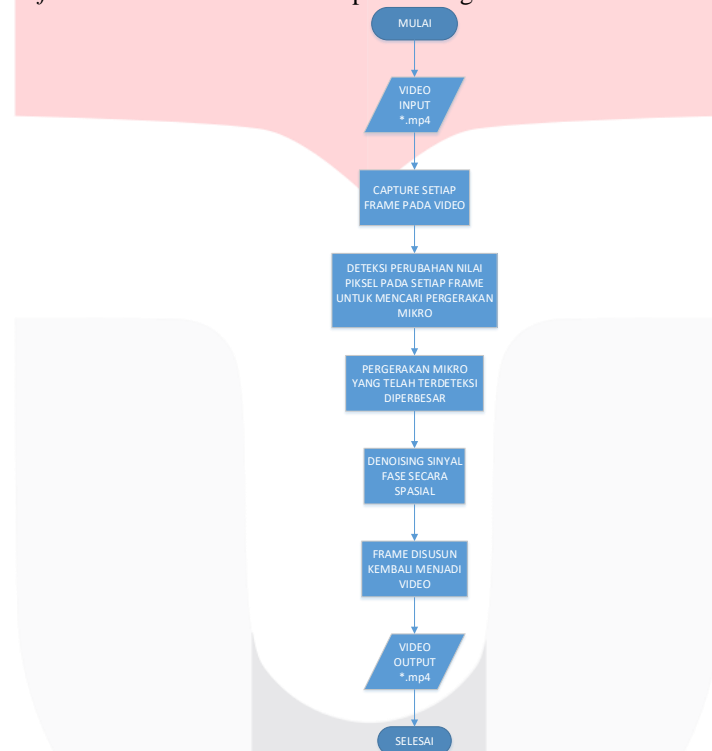 MULAI
VIDEO
INPUT
*.mp4
CAPTURE SETIAP
FRAME PADA VIDEO
DETEKSI PERUBAHAN NILAI
PIKSEL PADA SETIAP FRAME
UNTUK MENCARI PERGERAKAN
MIKRO
PERGERAKAN MIKRO
YANG TELAH TERDETEKSI
DIPERBESAR
DENOISING SINYAL
FASE SECARA
SPASIAL
FRAME DISUSUN
KEMBALI MENJADI
VIDEO
VIDEO
OUTPUT
*.mp4
SELESAI